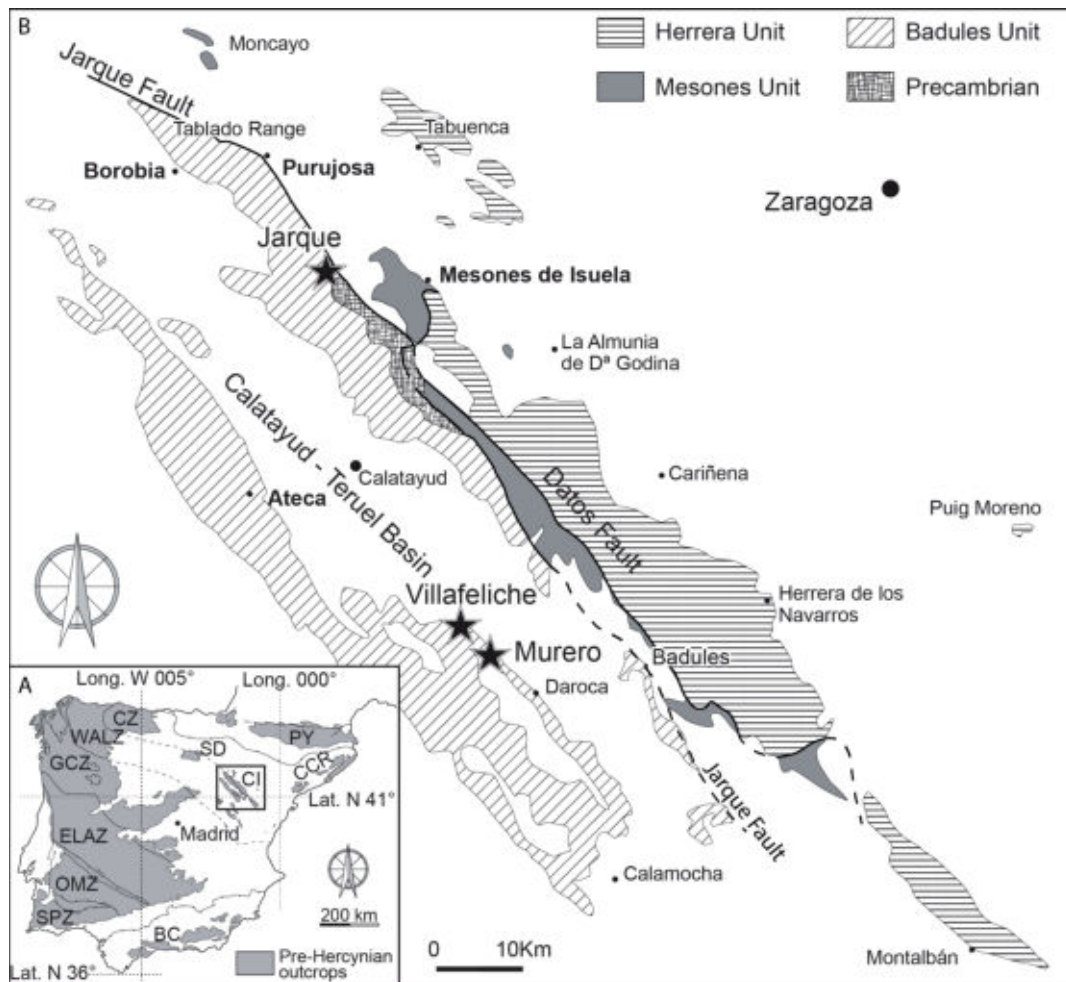 B
Moncayo
Herrera Unit
Badules Unit
Mesones Unit
Precambrian
Jarque Fault
Tablado Range
Tabuenca
Borobia
Purujosa
Zaragoza
Jarque
Mesones de Isuela
La Almunia
de Dª Godina
Calatayud - Teruel Basin
Calatayud
Cariñena
Ateca
Datos Fault
Puig Moreno
Villafeliche
Herrera de los
Navarros
Murero
Badules
Daroca
Jarque Fault
Calamocha
0 10Km
Montalbán
A
Long. W 005°
Long. 000°
CZ
WALZ
PY
SD
GCZ
CCR
CI
Lat. N 41°
Madrid
ELAZ
OMZ
200 km
SPZ
BC
Pre-Hercynian
outcrops
Lat. N 36°